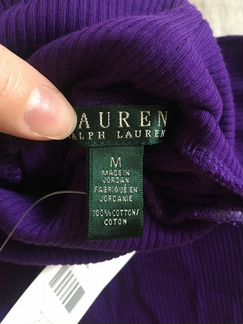 LAUREN
RALPH LAUREN
M
MADE IN
JORDAN
FABRIQUÉ EN
JORDANIE
100% COTTON/
COTON